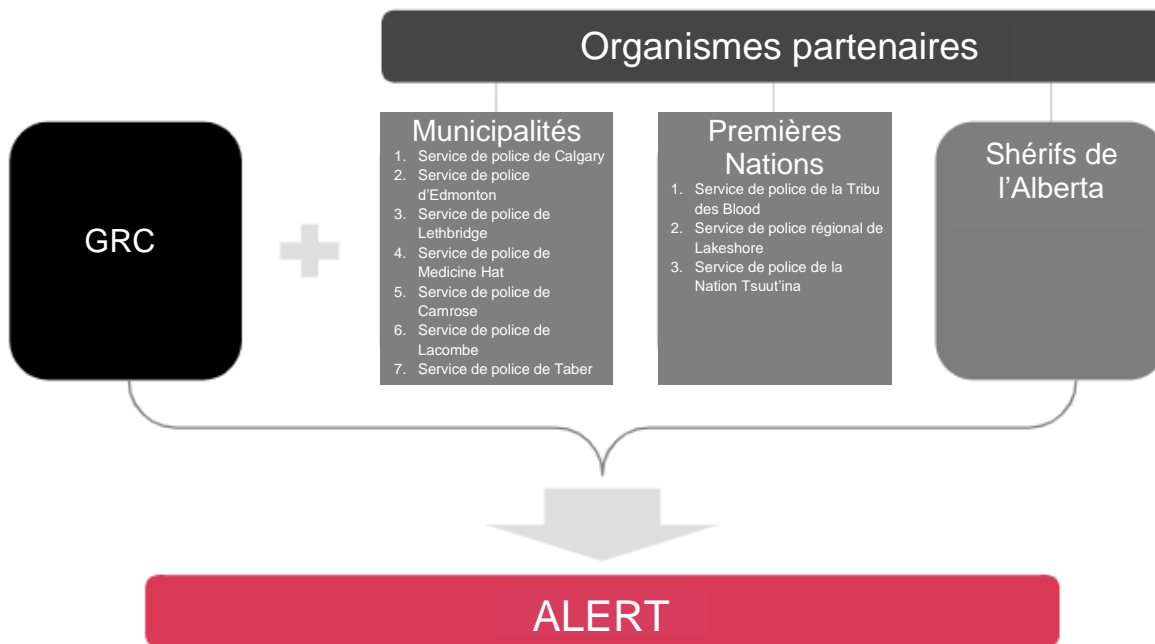 Organismes partenaires
GRC
Municipalités
1. Service de police de Calgary
2. Service de police
d’Edmonton
3. Service de police de
Lethbridge
4. Service de police de
Medicine Hat
5. Service de police de
Camrose
6. Service de police de
Lacombe
7. Service de police de Taber
Premières
Nations
1. Service de police de la Tribu
des Blood
2. Service de police régional de
Lakeshore
3. Service de police de la
Nation Tsuut’ina
Shérifs de
l’Alberta
ALERT